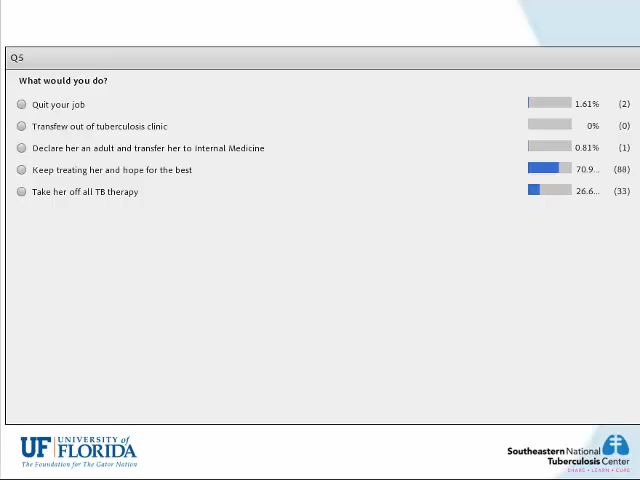 Q5
What would you do?
Quit your job 1.61% (2)
Transfew out of tuberculosis clinic 0% (0)
Declare her an adult and transfer her to Internal Medicine 0.81% (1)
Keep treating her and hope for the best 70.9... (88)
Take her off all TB therapy 26.6... (33)
UF UNIVERSITY of
FLORIDA
The Foundation for The Gator Nation
Southeastern National
Tuberculosis Center
SHARE • LEARN • CURE